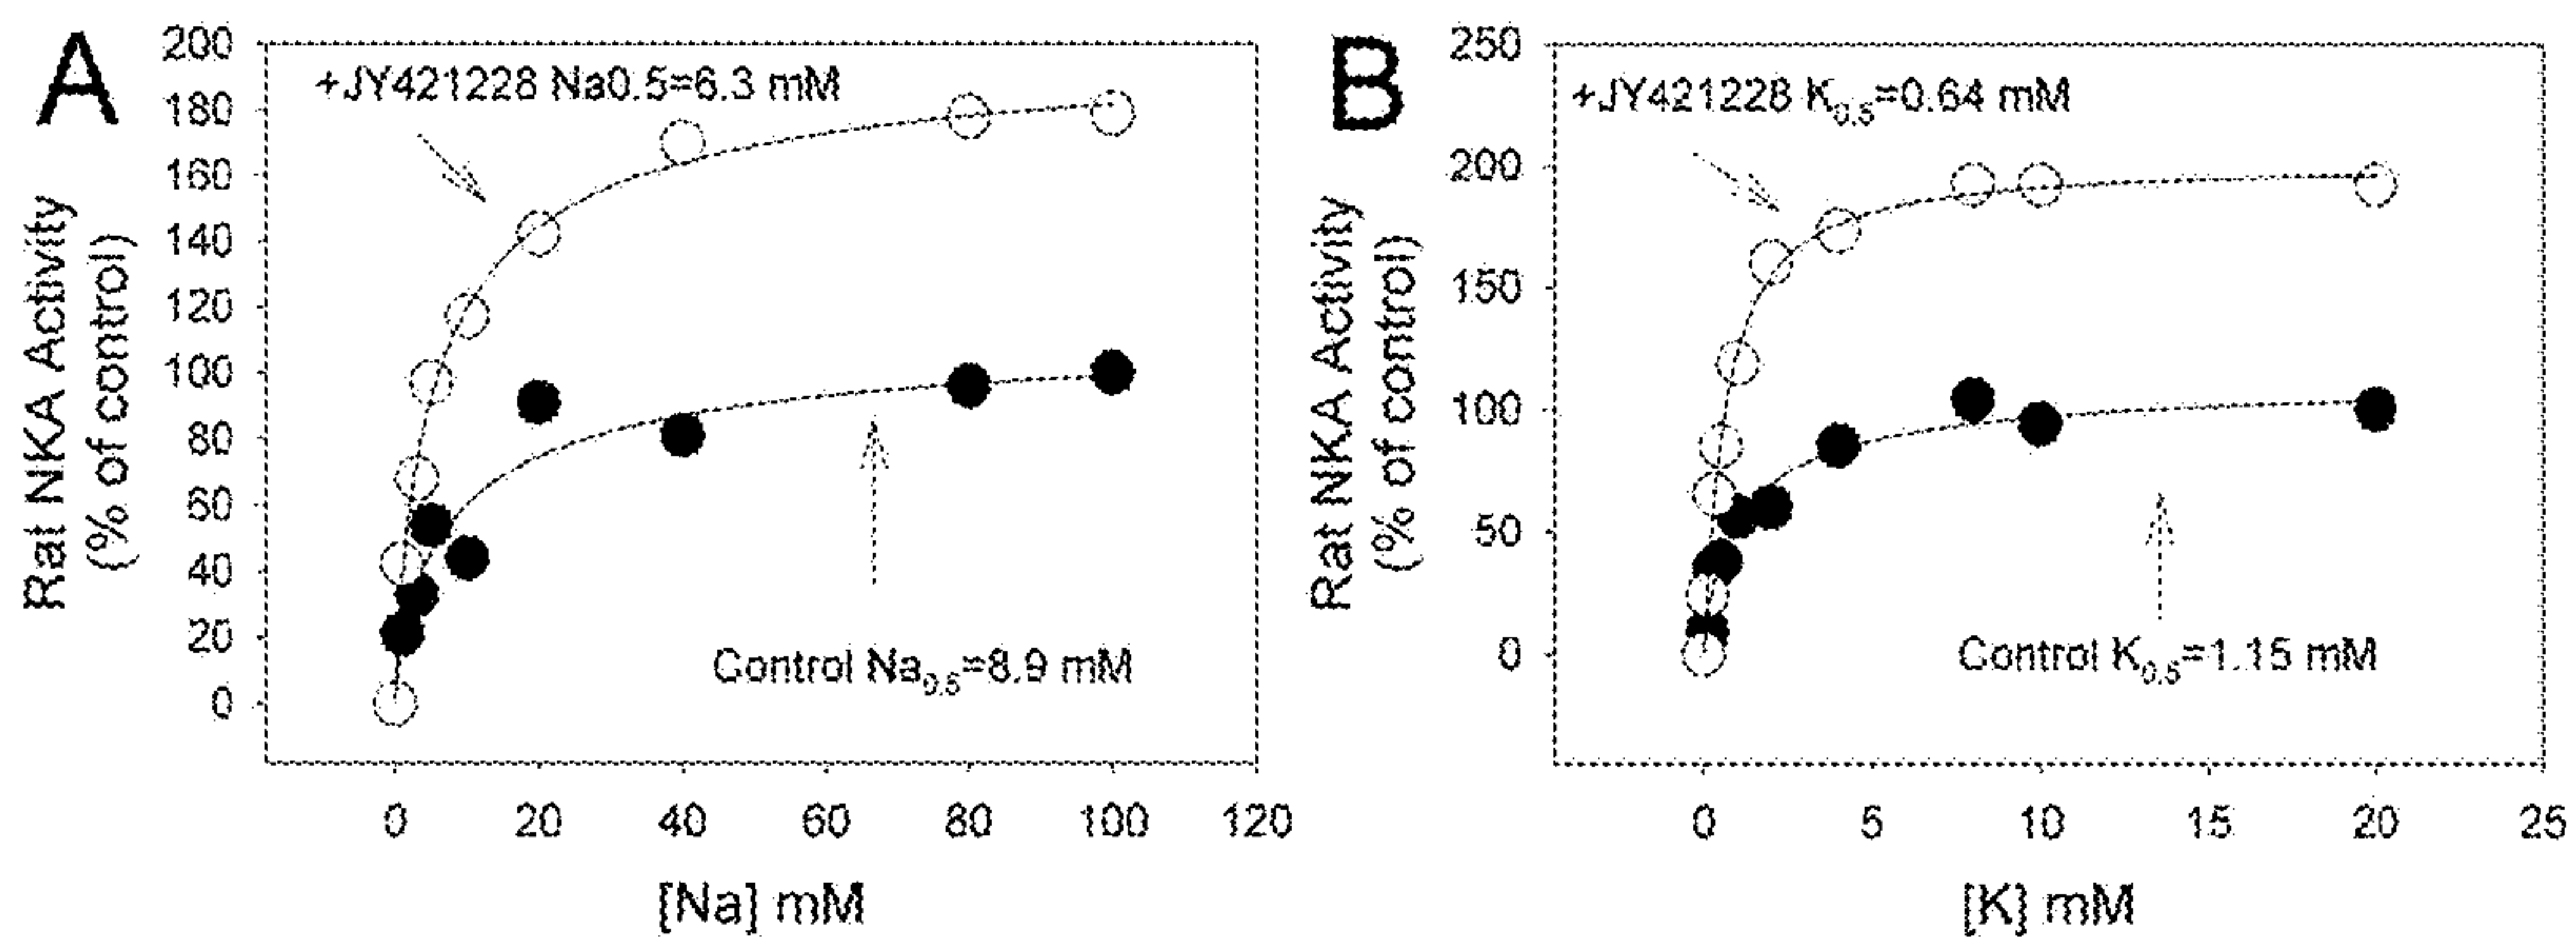 A
200
180
160
140
120
100
80
60
40
20
0
Rat NKA Activity
(% of control)
+JY421228 Na0.5=6.3 mM
Control Na0.5=8.9 mM
0 20 40 60 80 100 120
[Na] mM
B
250
200
150
100
50
0
Rat NKA Activity
(% of control)
+JY421228 K0.5=0.64 mM
Control K0.5=1.15 mM
0 5 10 15 20 25
[K] mM